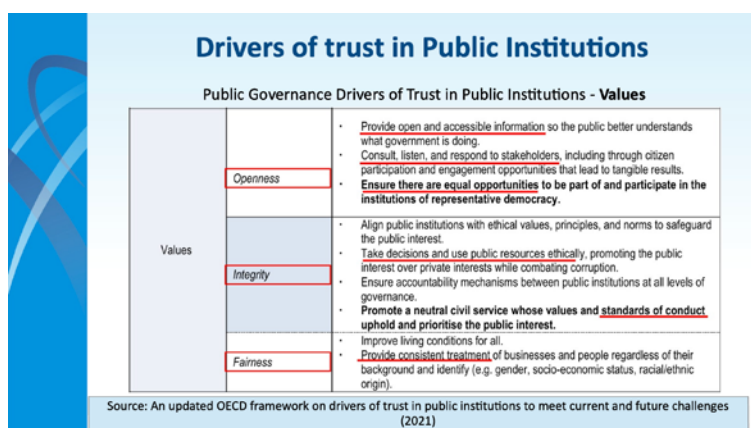 Drivers of trust in Public Institutions
Public Governance Drivers of Trust in Public Institutions - Values
Values
Openness
· Provide open and accessible information so the public better understands
what government is doing.
· Consult, listen, and respond to stakeholders, including through citizen
participation and engagement opportunities that lead to tangible results.
· Ensure there are equal opportunities to be part of and participate in the
institutions of representative democracy.
Integrity
· Align public institutions with ethical values, principles, and norms to safeguard
the public interest.
· Take decisions and use public resources ethically, promoting the public
interest over private interests while combating corruption.
· Ensure accountability mechanisms between public institutions at all levels of
governance.
· Promote a neutral civil service whose values and standards of conduct
uphold and prioritise the public interest.
Fairness
· Improve living conditions for all.
· Provide consistent treatment of businesses and people regardless of their
background and identify (e.g. gender, socio-economic status, racial/ethnic
origin).
Source: An updated OECD framework on drivers of trust in public institutions to meet current and future challenges
(2021)